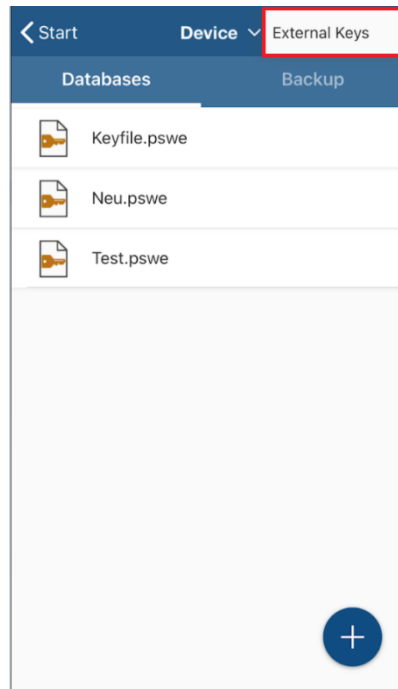 Start Device External Keys
Databases Backup
Keyfile.pswe
Neu.pswe
Test.pswe